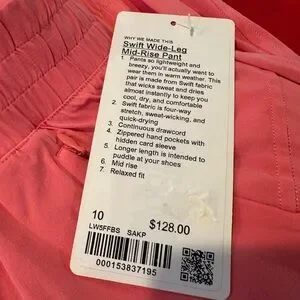 WHY WE MADE THIS
Swift Wide-Leg
Mid-Rise Pant
1. Pants so lightweight and
breezy, you'll actually want to
wear them in warm weather. This
pair is made from Swift fabric
that wicks sweat and dries
almost instantly to keep you
cool, dry, and comfortable
2. Swift fabric is four-way
stretch, sweat-wicking, and
quick-drying
3. Continuous drawcord
4. Zippered hand pockets with
hidden card sleeve
5. Longer length is intended to
puddle at your shoes
6. Mid rise
7. Relaxed fit
10
$128.00
LW5FFBS SAKP
000153837195